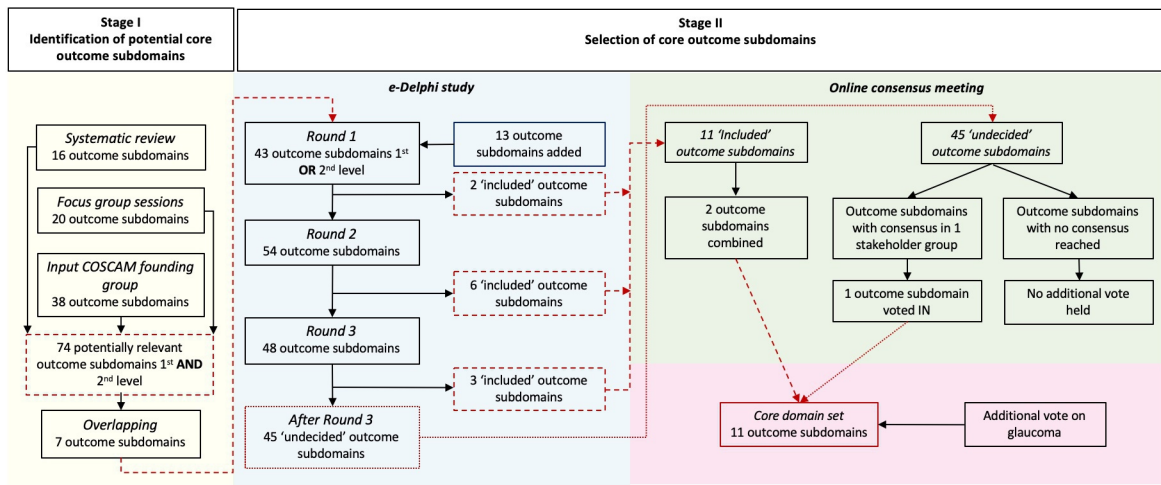 Stage I
Identification of potential core
outcome subdomains
Stage II
Selection of core outcome subdomains
Systematic review
16 outcome subdomains
Focus group sessions
20 outcome subdomains
Input COSCAM founding
group
38 outcome subdomains
74 potentially relevant
outcome subdomains 1st AND
2nd level
Overlapping
7 outcome subdomains
e-Delphi study
Round 1
43 outcome subdomains 1st
OR 2nd level
13 outcome
subdomains added
2 ‘included’ outcome
subdomains
Round 2
54 outcome subdomains
6 ‘included’ outcome
subdomains
Round 3
48 outcome subdomains
3 ‘included’ outcome
subdomains
After Round 3
45 ‘undecided’ outcome
subdomains
Online consensus meeting
11 ‘Included’
outcome subdomains
2 outcome
subdomains
combined
45 ‘undecided’
outcome subdomains
Outcome subdomains
with consensus in 1
stakeholder group
Outcome subdomains
with no consensus
reached
1 outcome subdomain
voted IN
No additional vote
held
Core domain set
11 outcome subdomains
Additional vote on
glaucoma